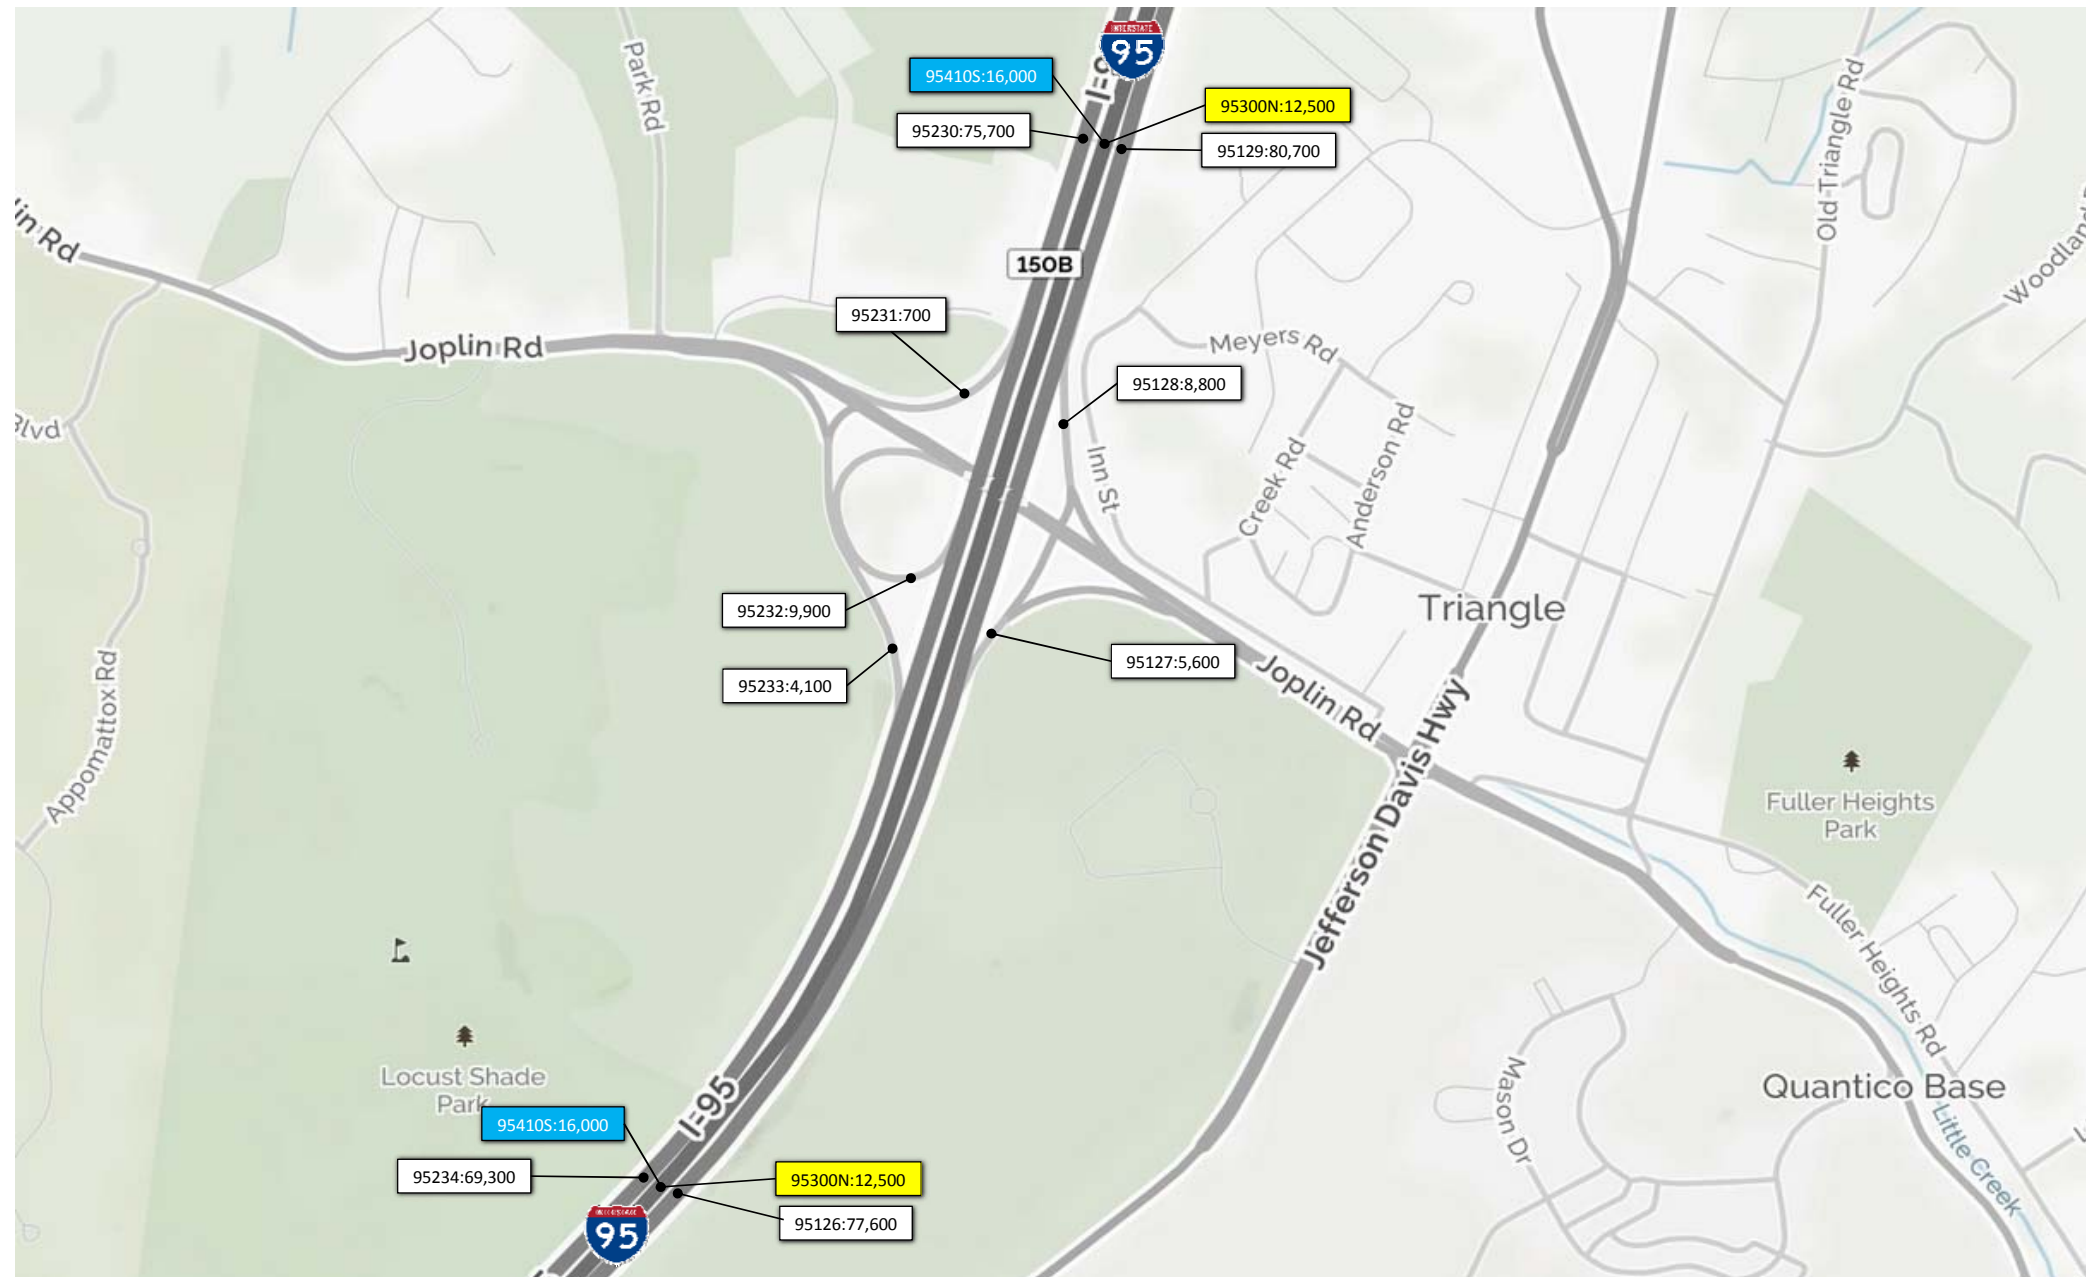 INTERSTATE
95
95410S:16,000
95300N:12,500
95230:75,700
95129:80,700
Park Rd
Old Triangle Rd
150B
95231:700
Joplin Rd
Meyers Rd
95128:8,800
Inn St
Creek Rd
Anderson Rd
95232:9,900
Triangle
95233:4,100
95127:5,600
Joplin Rd
Appomattox Rd
Jefferson Davis Hwy
Fuller Heights
Park
Fuller Heights Rd
Locust Shade
Park
I-95
Mason Dr
Quantico Base
Little Creek
95410S:16,000
95234:69,300
95300N:12,500
95126:77,600
95